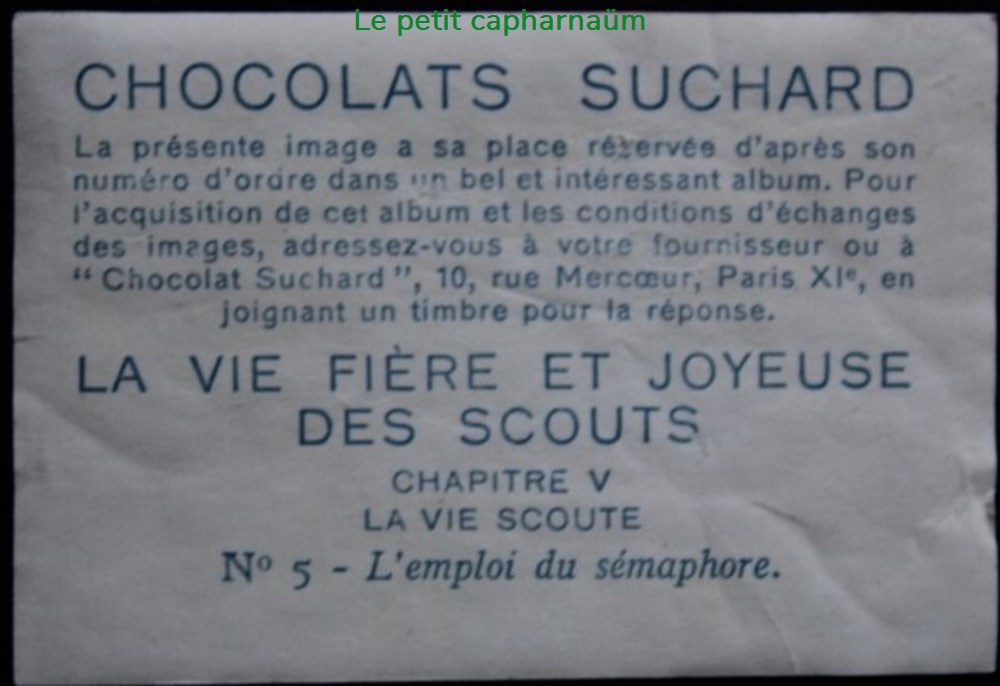 Le petit capharnaüm
CHOCOLATS SUCHARD
La présente image a sa place réservée d'après son
numéro d'ordre dans un bel et intéressant album. Pour
l'acquisition de cet album et les conditions d'échanges
des images, adressez-vous à votre fournisseur ou à
“ Chocolat Suchard ”, 10, rue Mercœur, Paris XIᵉ, en
joignant un timbre pour la réponse.
LA VIE FIÈRE ET JOYEUSE
DES SCOUTS
CHAPITRE V
LA VIE SCOUTE
Nº 5 - L'emploi du sémaphore.